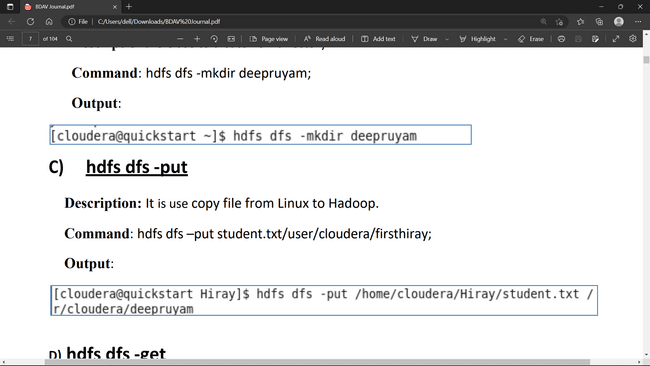 BDAV Journal.pdf
File | C:/Users/dell/Downloads/BDAV%20Journal.pdf
7 of 104 Page view Read aloud Add text Draw Highlight Erase
Command: hdfs dfs -mkdir deepruyam;
Output:
[cloudera@quickstart ~]$ hdfs dfs -mkdir deepruyam
C) hdfs dfs -put
Description: It is use copy file from Linux to Hadoop.
Command: hdfs dfs –put student.txt/user/cloudera/firsthiray;
Output:
[cloudera@quickstart Hiray]$ hdfs dfs -put /home/cloudera/Hiray/student.txt /
r/cloudera/deepruyam
D) hdfs dfs -get